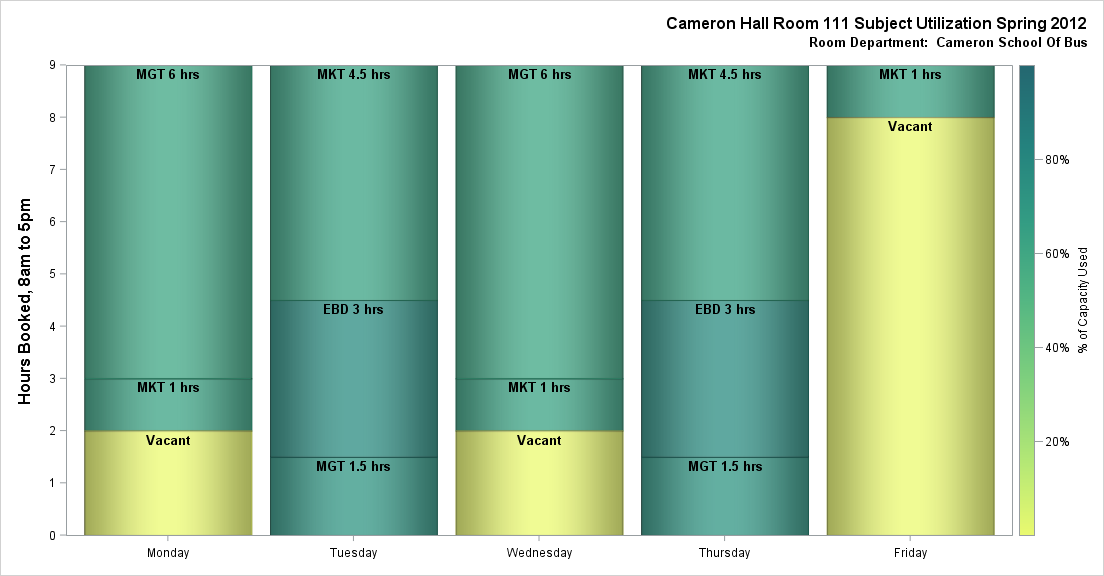 Cameron Hall Room 111 Subject Utilization Spring 2012
Room Department: Cameron School Of Bus
Hours Booked, 8am to 5pm
9
8
7
6
5
4
3
2
1
0
MGT 6 hrs
MKT 1 hrs
Vacant
MKT 4.5 hrs
EBD 3 hrs
MGT 1.5 hrs
MGT 6 hrs
MKT 1 hrs
Vacant
MKT 4.5 hrs
EBD 3 hrs
MGT 1.5 hrs
MKT 1 hrs
Vacant
Monday
Tuesday
Wednesday
Thursday
Friday
80%
60%
40%
20%
% of Capacity Used